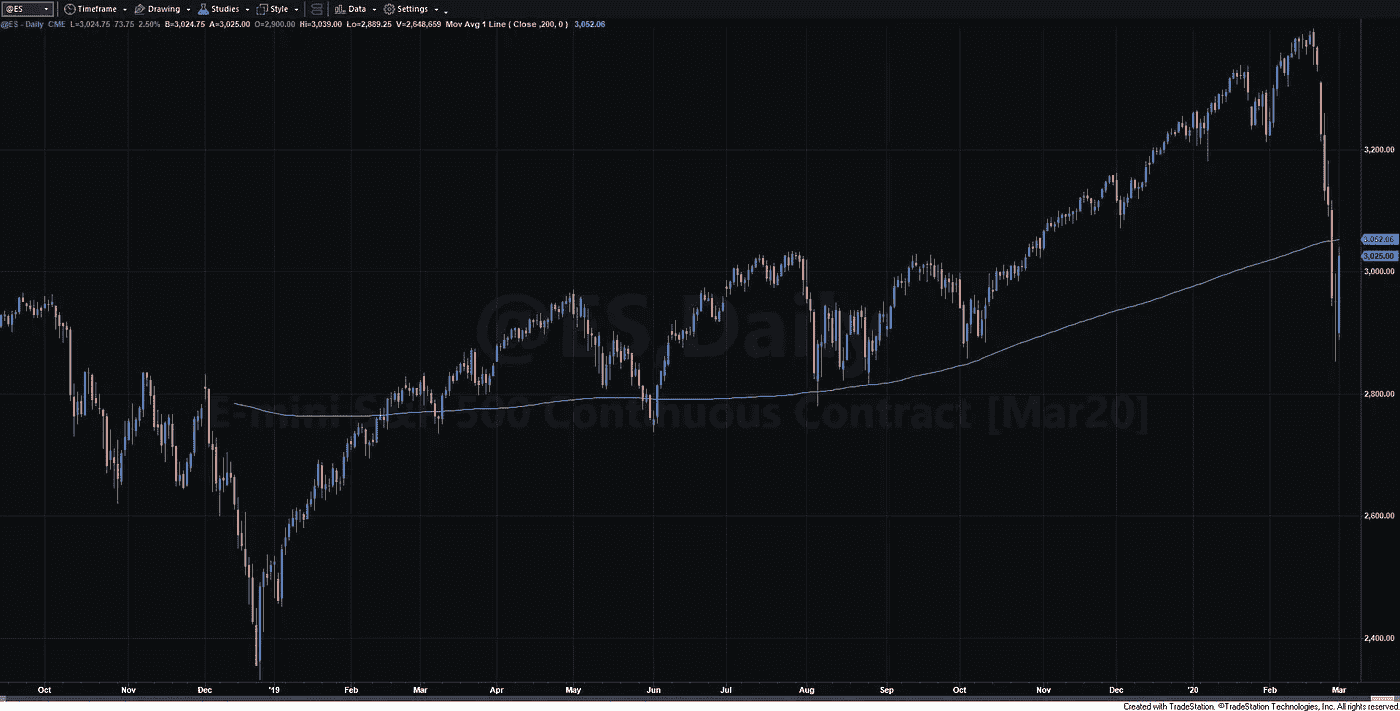 @ES Timeframe Drawing Studies Style Data Settings
@ES - Daily CME L=3,024.75 73.75 2.50% B=3,024.75 A=3,025.00 O=2,900.00 Hi=3,039.00 Lo=2,889.25 V=2,648,659 Mov Avg 1 Line ( Close ,200, 0 ) 3,052.06
3,200.00
3,052.06
3,025.00
3,000.00
@ES,Daily
2,800.00
E-mini S&P 500 Continuous Contract [Mar20]
2,600.00
2,400.00
Oct Nov Dec '19 Feb Mar Apr May Jun Jul Aug Sep Oct Nov Dec '20 Feb Mar
Created with TradeStation. ©TradeStation Technologies, Inc. All rights reserved.